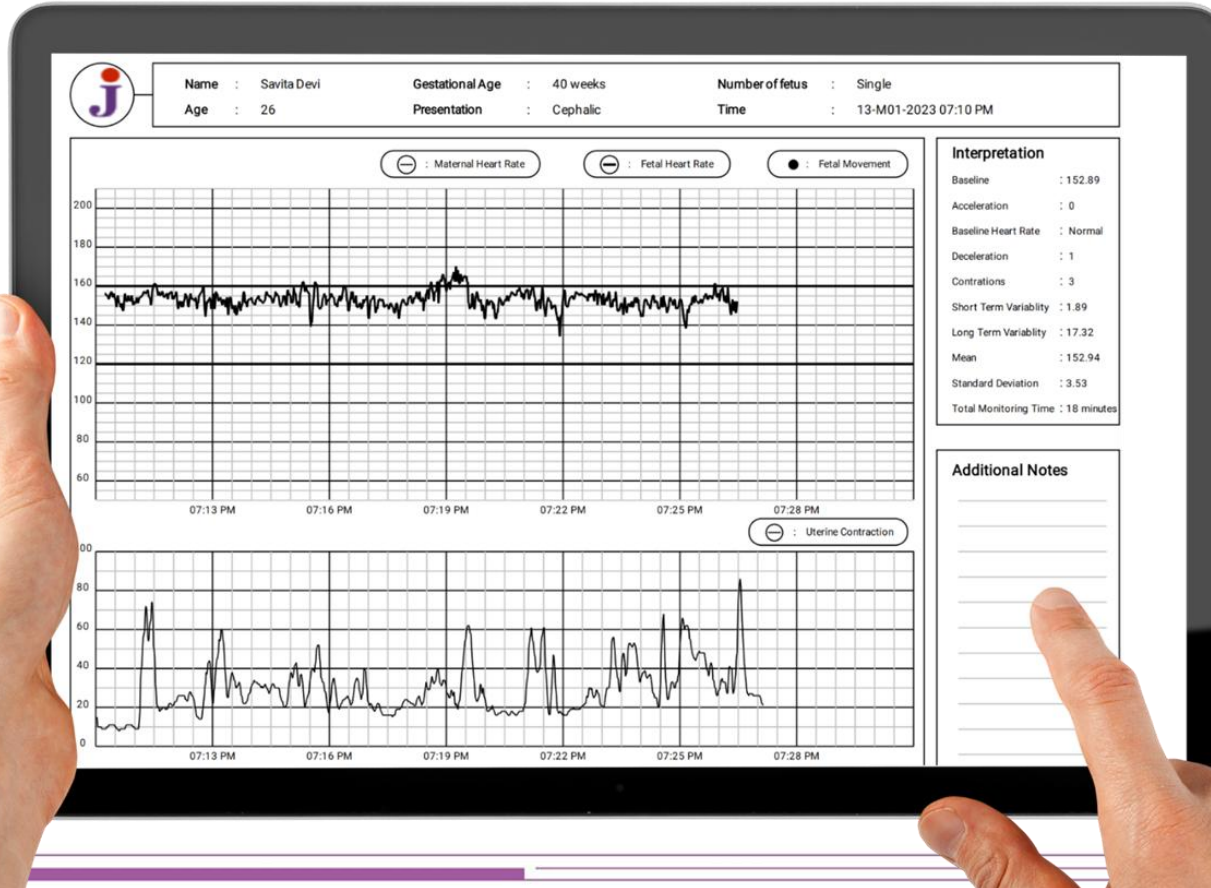 j
Name : Savita Devi Gestational Age : 40 weeks Number of fetus : Single
Age : 26 Presentation : Cephalic Time : 13-M01-2023 07:10 PM
: Maternal Heart Rate : Fetal Heart Rate : Fetal Movement
200
180
160
140
120
100
80
60
07:13 PM 07:16 PM 07:19 PM 07:22 PM 07:25 PM 07:28 PM
: Uterine Contraction
00
80
60
40
20
0
07:13 PM 07:16 PM 07:19 PM 07:22 PM 07:25 PM 07:28 PM
Interpretation
Baseline : 152.89
Acceleration : 0
Baseline Heart Rate : Normal
Deceleration : 1
Contrations : 3
Short Term Variablity : 1.89
Long Term Variablity : 17.32
Mean : 152.94
Standard Deviation : 3.53
Total Monitoring Time : 18 minutes
Additional Notes